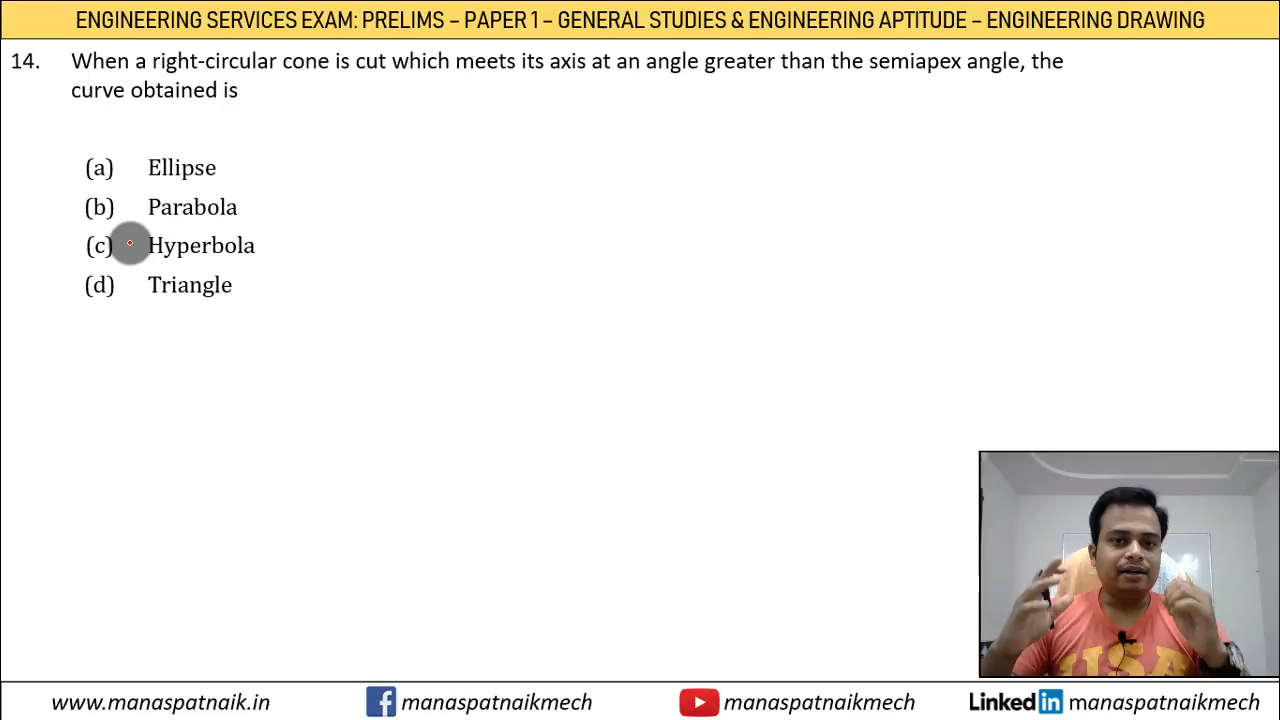 ENGINEERING SERVICES EXAM: PRELIMS – PAPER 1 – GENERAL STUDIES & ENGINEERING APTITUDE – ENGINEERING DRAWING
14. When a right-circular cone is cut which meets its axis at an angle greater than the semiapex angle, the
curve obtained is
(a) Ellipse
(b) Parabola
(c) Hyperbola
(d) Triangle
USA
www.manaspatnaik.in manaspatnaikmech manaspatnaikmech Linked in manaspatnaikmech